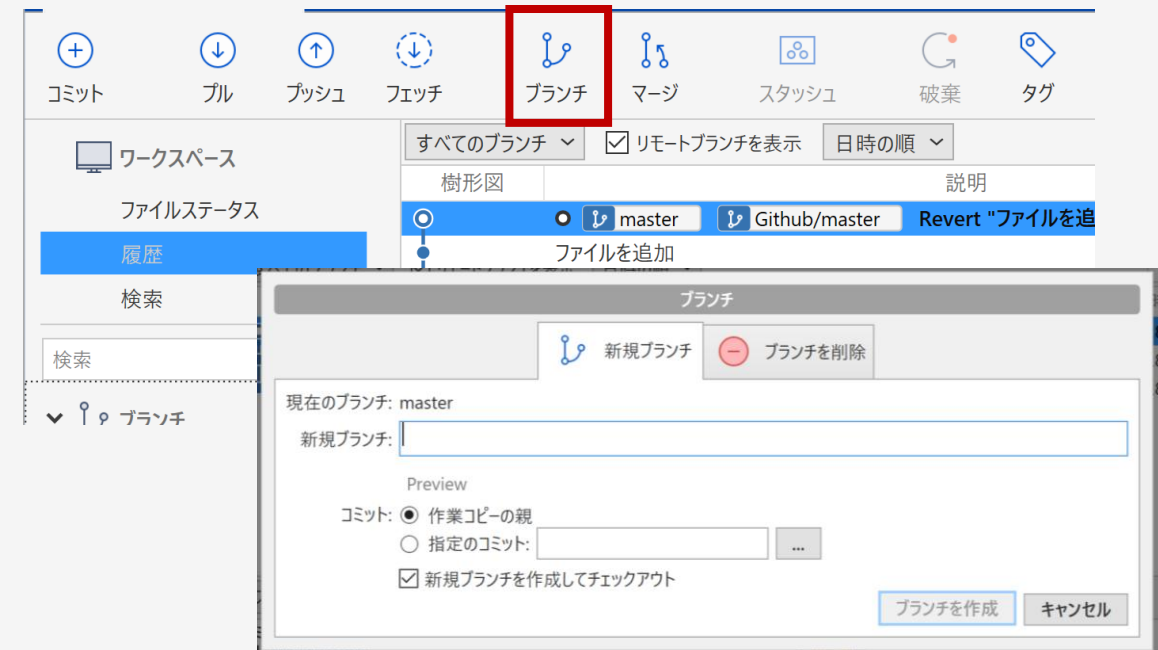 コミット プル プッシュ フェッチ ブランチ マージ スタッシュ 破棄 タグ
ワークスペース
すべてのブランチ リモートブランチを表示 日時の順
樹形図 説明
ファイルステータス
master Github/master Revert "ファイルを追
履歴
ファイルを追加
検索
検索
ブランチ
ブランチ
新規ブランチ ブランチを削除
現在のブランチ: master
新規ブランチ:
Preview
コミット: 作業コピーの親
指定のコミット: ...
新規ブランチを作成してチェックアウト
ブランチを作成 キャンセル